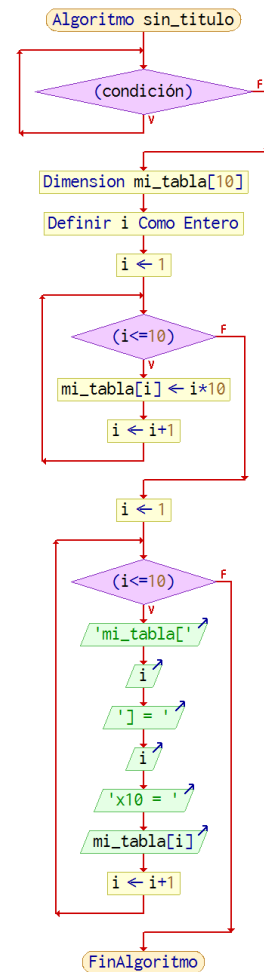 Algoritmo sin_titulo
(condición)
F
V
Dimension mi_tabla[10]
Definir i Como Entero
i ← 1
(i<=10)
F
V
mi_tabla[i] ← i*10
i ← i+1
i ← 1
(i<=10)
F
V
'mi_tabla['
i
'] = '
i
'x10 = '
mi_tabla[i]
i ← i+1
FinAlgoritmo